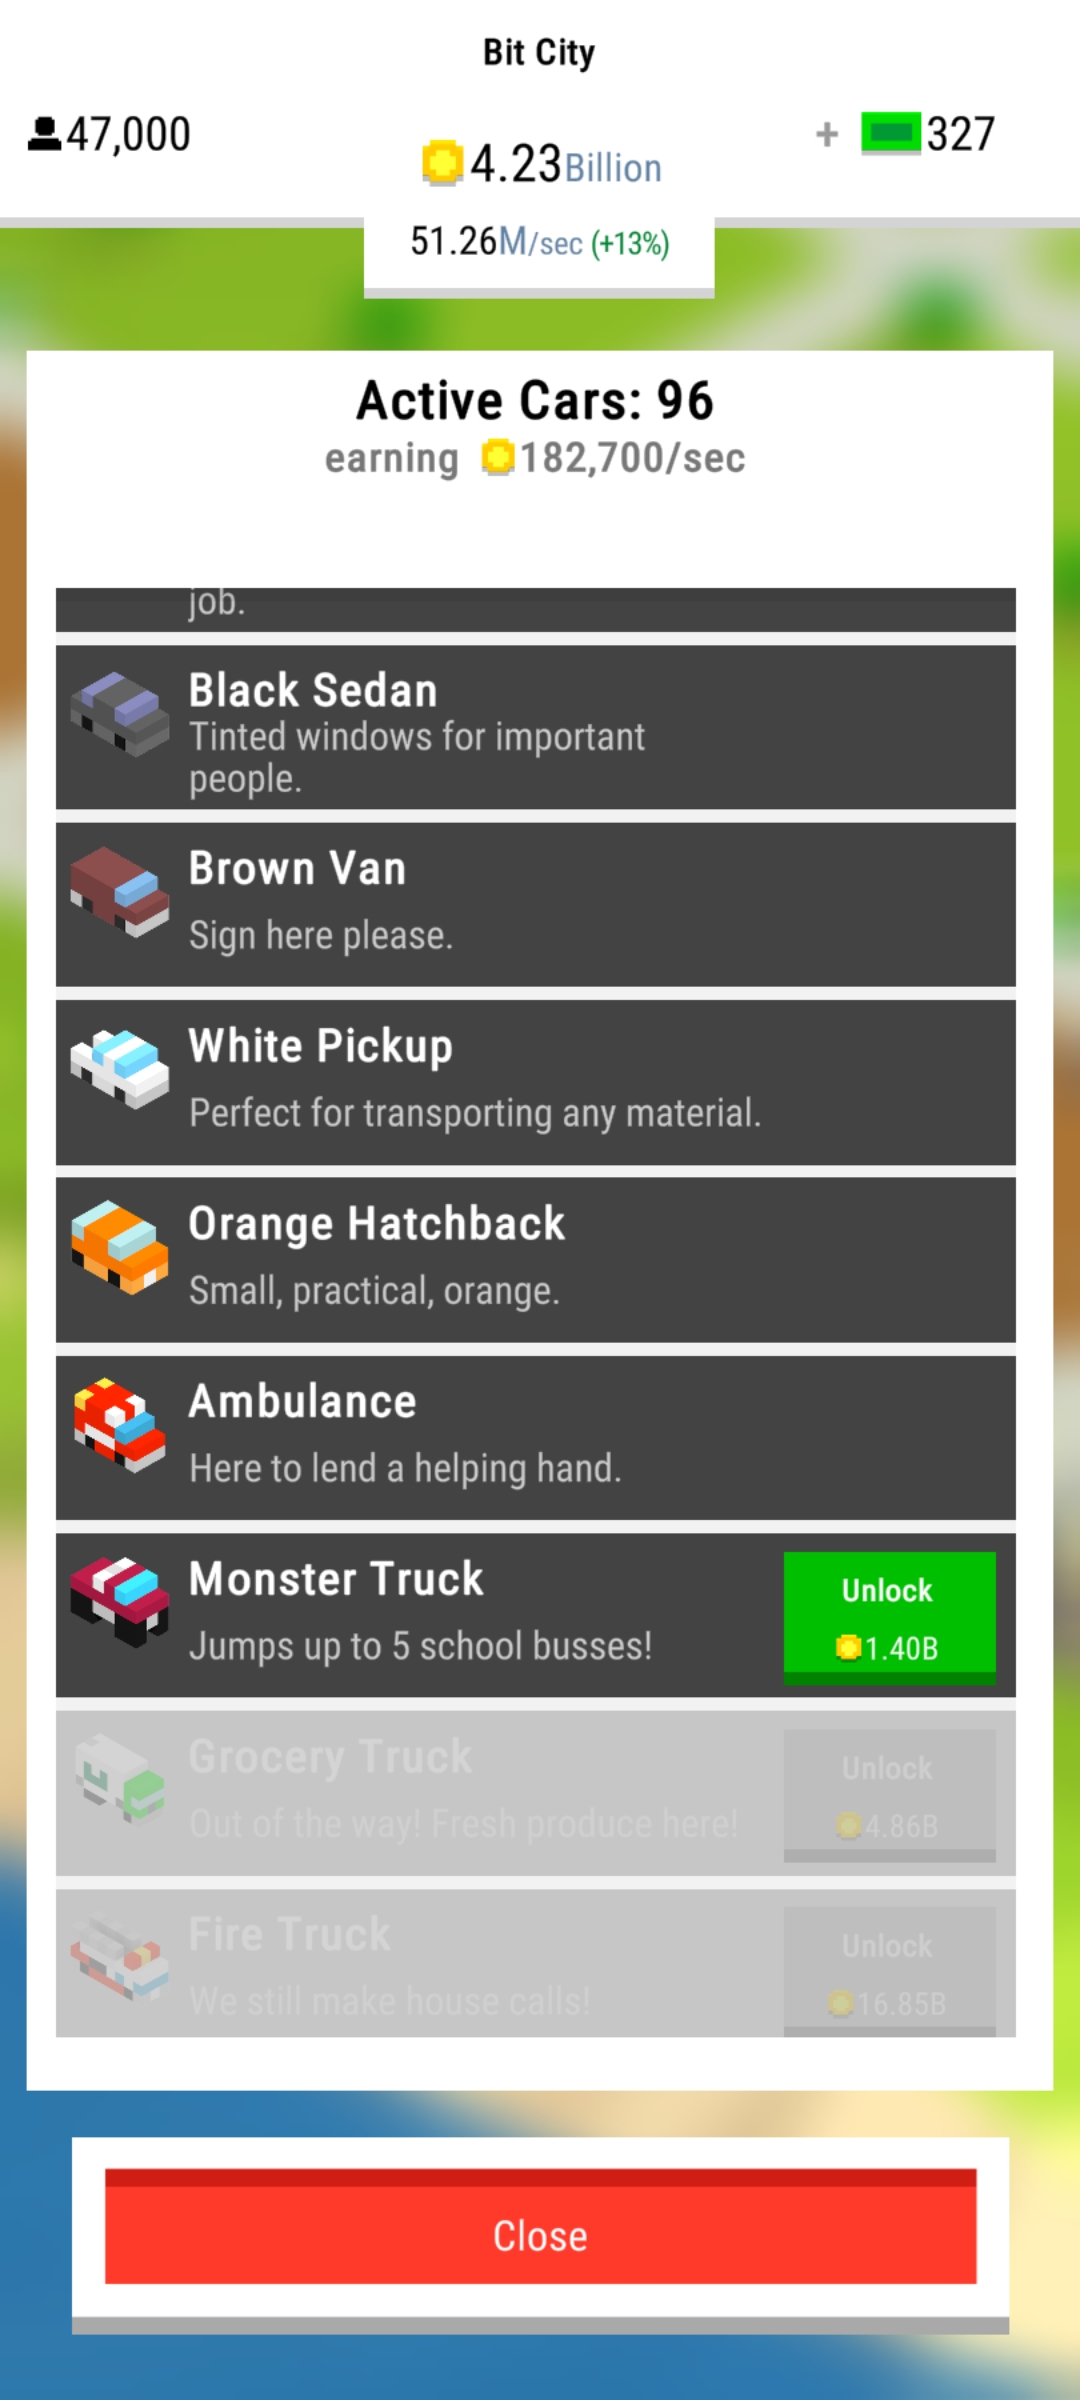 Bit City
47,000
4.23Billion
+ 327
51.26M/sec (+13%)
Active Cars: 96
earning 182,700/sec
job.
Black Sedan
Tinted windows for important
people.
Brown Van
Sign here please.
White Pickup
Perfect for transporting any material.
Orange Hatchback
Small, practical, orange.
Ambulance
Here to lend a helping hand.
Monster Truck
Jumps up to 5 school busses!
Unlock
1.40B
Grocery Truck
Out of the way! Fresh produce here!
Unlock
4.86B
Fire Truck
We still make house calls!
Unlock
16.85B
Close